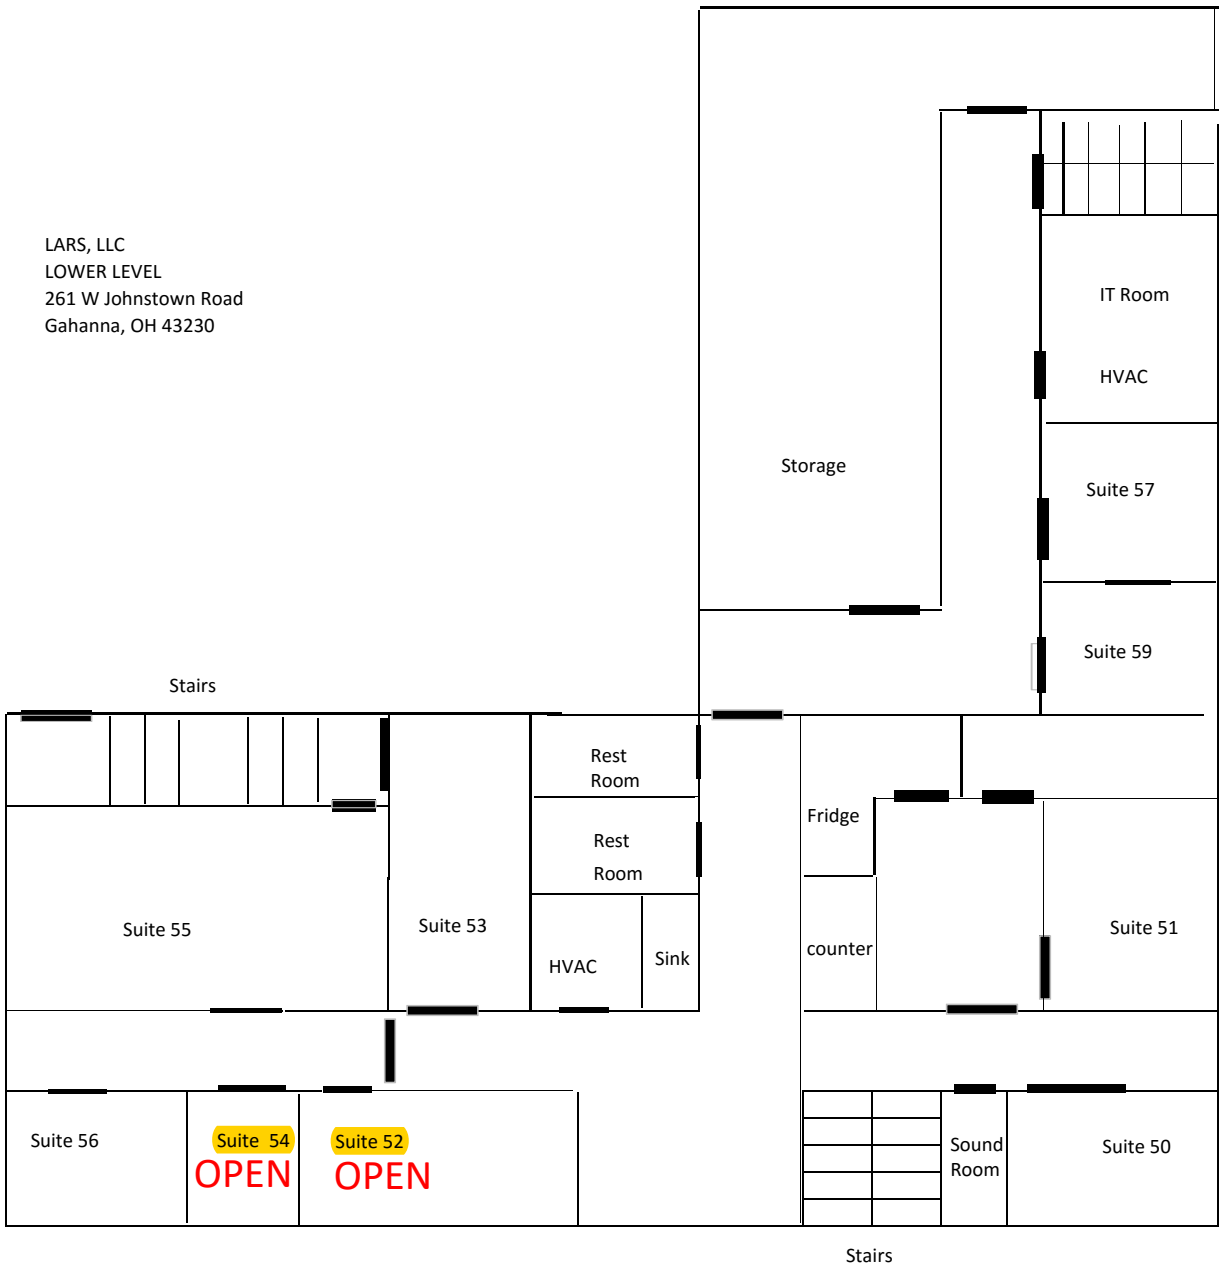 LARS, LLC
LOWER LEVEL
261 W Johnstown Road
Gahanna, OH 43230
IT Room
HVAC
Storage
Suite 57
Suite 59
Stairs
Rest
Room
Rest
Room
Fridge
Suite 55
Suite 53
HVAC
Sink
counter
Suite 51
Suite 56
Suite  54
OPEN
Suite 52
OPEN
Sound
Room
Suite 50
Stairs